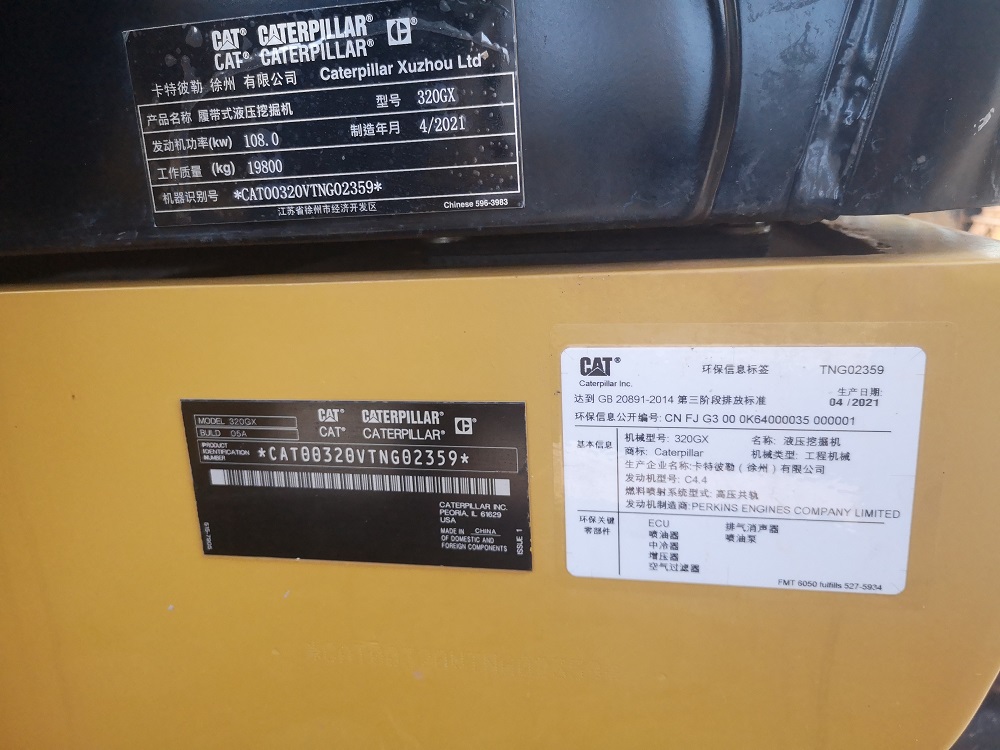 CAT® CATERPILLAR® C
CAT® CATERPILLAR®
卡特彼勒 徐州 有限公司 Caterpillar Xuzhou Ltd
产品名称 履带式液压挖掘机 型号 320GX
发动机功率(kw) 108.0 制造年月 4/2021
工作质量 (kg) 19800
机器识别号 *CAT00320VTNG02359*
江苏省徐州市经济开发区 Chinese 596-3983
MODEL 320GX
BUILD 05A
CAT® CATERPILLAR® C
CAT® CATERPILLAR®
PRODUCT IDENTIFICATION NUMBER
*CAT00320VTNG02359*
CATERPILLAR INC.
PEORIA, IL 61629
USA
MADE IN CHINA
OF DOMESTIC AND
FOREIGN COMPONENTS
ISSUE 1
CAT® 环保信息标签 TNG02359
Caterpillar Inc.
生产日期:
达到 GB 20891-2014 第三阶段排放标准 04 /2021
环保信息公开编号: CN FJ G3 00 0K64000035 000001
基本信息
机械型号: 320GX 名称: 液压挖掘机
商标: Caterpillar 机械类型: 工程机械
生产企业名称:卡特彼勒（徐州）有限公司
发动机型号: C4.4
燃料喷射系统型式: 高压共轨
发动机制造商:PERKINS ENGINES COMPANY LIMITED
环保关键
零部件
ECU 排气消声器
喷油器 喷油泵
中冷器
增压器
空气过滤器
FMT 6050 fulfills 527-5934